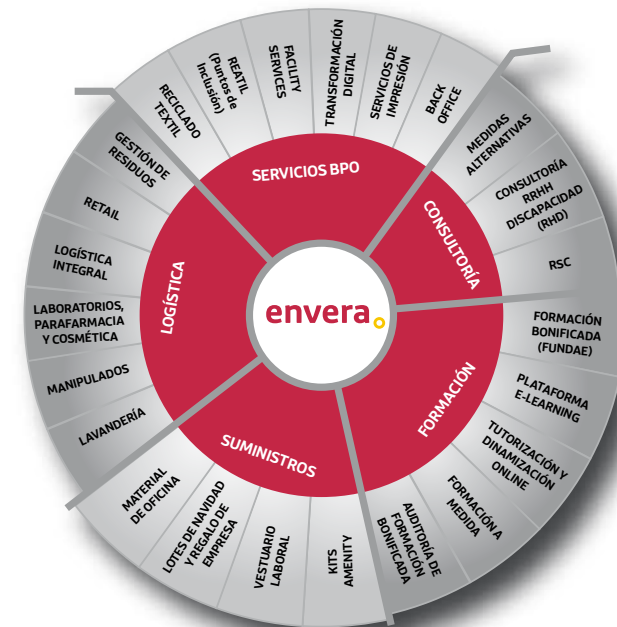 RECICLADO
TEXTIL
REATIL
(Puntos de
Inclusión)
FACILITY
SERVICES
TRANSFORMACIÓN
DIGITAL
SERVICIOS DE
IMPRESIÓN
BACK
OFFICE
SERVICIOS BPO
MEDIDAS
ALTERNATIVAS
CONSULTORÍA
RRHH
DISCAPACIDAD
(RHD)
RSC
CONSULTORÍA
FORMACIÓN
BONIFICADA
(FUNDAE)
PLATAFORMA
E-LEARNING
TUTORIZACIÓN Y
DINAMIZACIÓN
ONLINE
FORMACIÓN A
MEDIDA
AUDITORÍA DE
FORMACIÓN
BONIFICADA
FORMACIÓN
KITS
AMENITY
VESTUARIO
LABORAL
LOTES DE NAVIDAD
Y REGALO DE
EMPRESA
MATERIAL
DE OFICINA
SUMINISTROS
LAVANDERÍA
MANIPULADOS
LABORATORIOS,
PARAFARMACIA
Y COSMÉTICA
LOGÍSTICA
INTEGRAL
RETAIL
GESTIÓN DE
RESIDUOS
LOGÍSTICA
envera